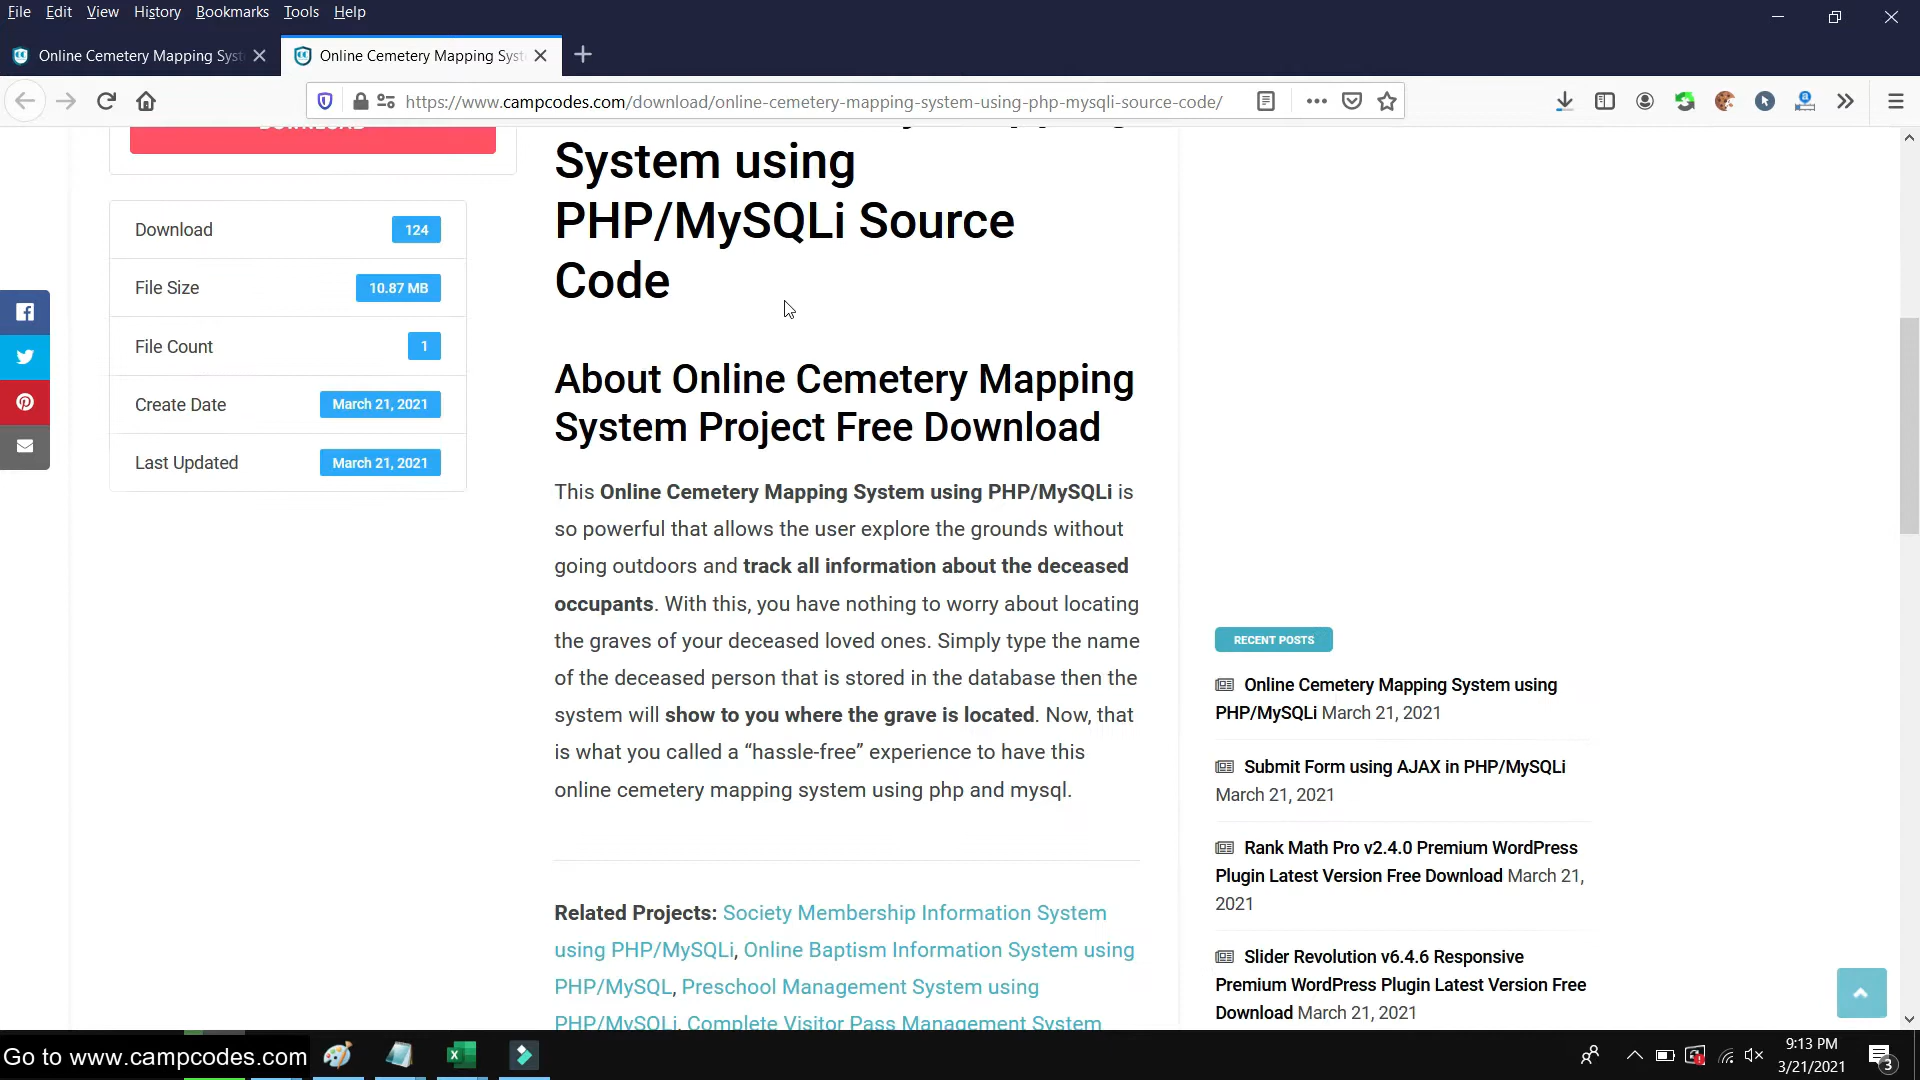 File Edit View History Bookmarks Tools Help
Online Cemetery Mapping Syst
Online Cemetery Mapping Syst
https://www.campcodes.com/download/online-cemetery-mapping-system-using-php-mysqli-source-code/
DOWNLOAD
Download 124
File Size 10.87 MB
File Count 1
Create Date March 21, 2021
Last Updated March 21, 2021
System using
PHP/MySQLi Source
Code
About Online Cemetery Mapping
System Project Free Download
This Online Cemetery Mapping System using PHP/MySQLi is
so powerful that allows the user explore the grounds without
going outdoors and track all information about the deceased
occupants. With this, you have nothing to worry about locating
the graves of your deceased loved ones. Simply type the name
of the deceased person that is stored in the database then the
system will show to you where the grave is located. Now, that
is what you called a “hassle-free” experience to have this
online cemetery mapping system using php and mysql.
Related Projects: Society Membership Information System
using PHP/MySQLi, Online Baptism Information System using
PHP/MySQL, Preschool Management System using
PHP/MySQLi, Complete Visitor Pass Management System
RECENT POSTS
Online Cemetery Mapping System using
PHP/MySQLi March 21, 2021
Submit Form using AJAX in PHP/MySQLi
March 21, 2021
Rank Math Pro v2.4.0 Premium WordPress
Plugin Latest Version Free Download March 21,
2021
Slider Revolution v6.4.6 Responsive
Premium WordPress Plugin Latest Version Free
Download March 21, 2021
Go to www.campcodes.com
9:13 PM
3/21/2021
3